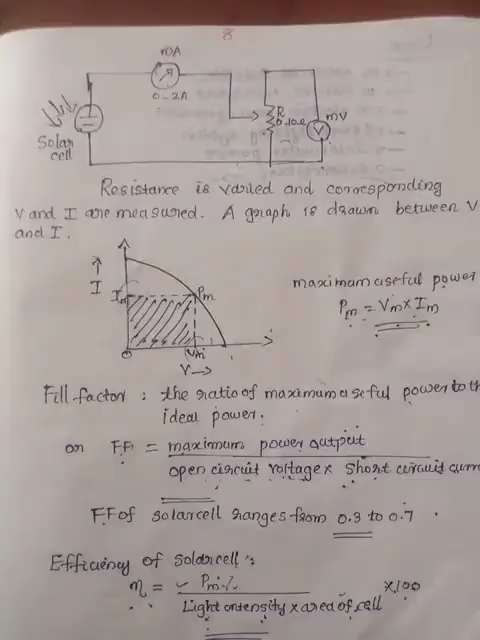 8
mA
0-2A
R
mV
V
Solar
cell
Resistance is varied and corresponding
V and I are measured. A graph is drawn between V
and I.
I
Im
Pm
maximum useful power
Pm = Vm × Im
0
Vm
V →
Fill factor : the ratio of maximum useful power to th
ideal power.
or FF = maximum power output
open circuit voltage × short circuit curr
FF of solarcell ranges from 0.3 to 0.7
Efficiency of solar cell :
η = Pm ×100
Light intensity × area of cell